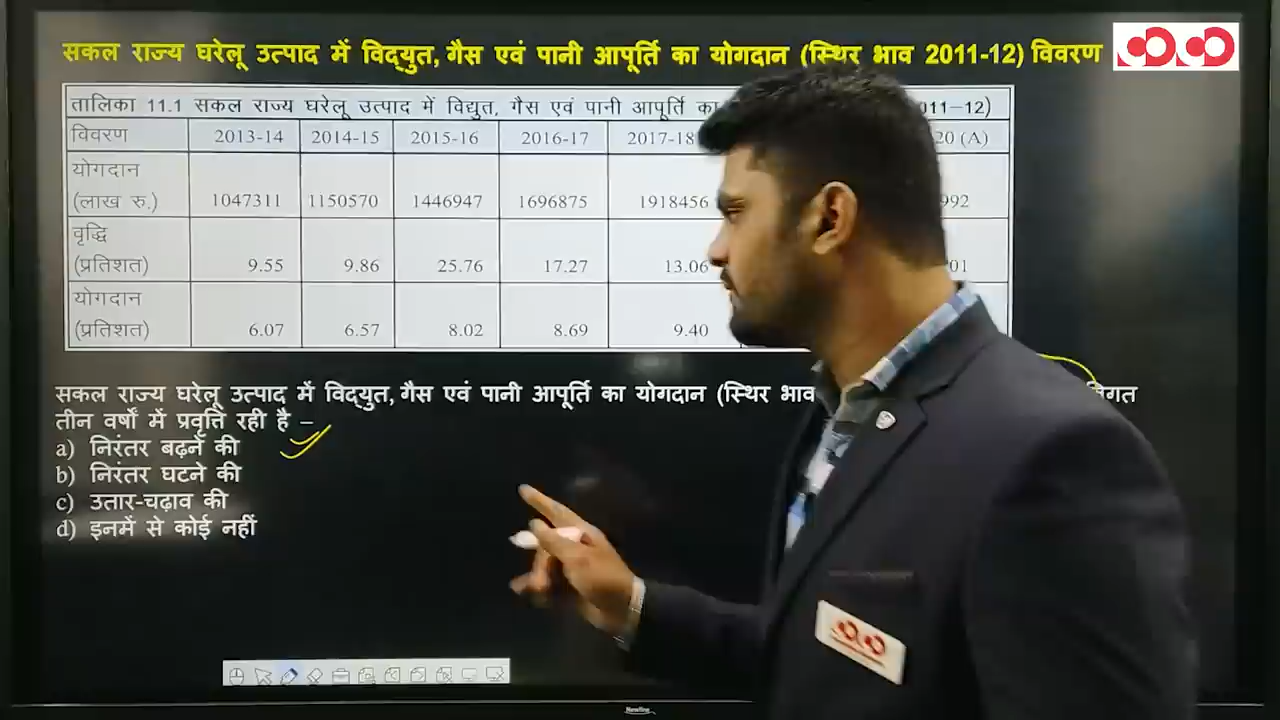 सकल राज्य घरेलू उत्पाद में विद्युत, गैस एवं पानी आपूर्ति का योगदान (स्थिर भाव 2011-12) विवरण
तालिका 11.1 सकल राज्य घरेलू उत्पाद में विद्युत, गैस एवं पानी आपूर्ति का 011–12)
विवरण 2013-14 2014-15 2015-16 2016-17 2017-18 20 (A)
योगदान
(लाख रु.) 1047311 1150570 1446947 1696875 1918456 992
वृद्धि
(प्रतिशत) 9.55 9.86 25.76 17.27 13.06 01
योगदान
(प्रतिशत) 6.07 6.57 8.02 8.69 9.40
सकल राज्य घरेलू उत्पाद में विद्युत, गैस एवं पानी आपूर्ति का योगदान (स्थिर भाव
तीन वर्षों में प्रवृत्ति रही है –
a) निरंतर बढ़ने की
b) निरंतर घटने की
c) उतार-चढ़ाव की
d) इनमें से कोई नहीं